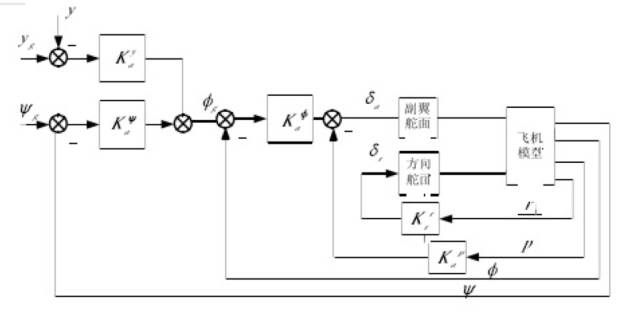 y
y_g − K_a^y
ψ_g − K_a^ψ ϕ_g − K_a^ϕ − δ_a 副翼舵面 飞机模型
δ_r 方向舵面
K_r^r r
K_a^p p
ϕ
ψ